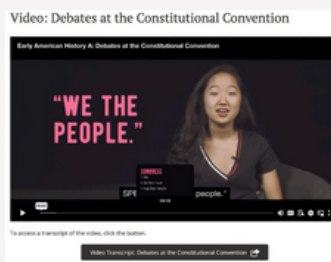 Video: Debates at the Constitutional Convention
Early American History A: Debates at the Constitutional Convention
"WE THE
PEOPLE."
SPE people."
To access a transcript of the video, click the button.
Video Transcript: Debates at the Constitutional Convention